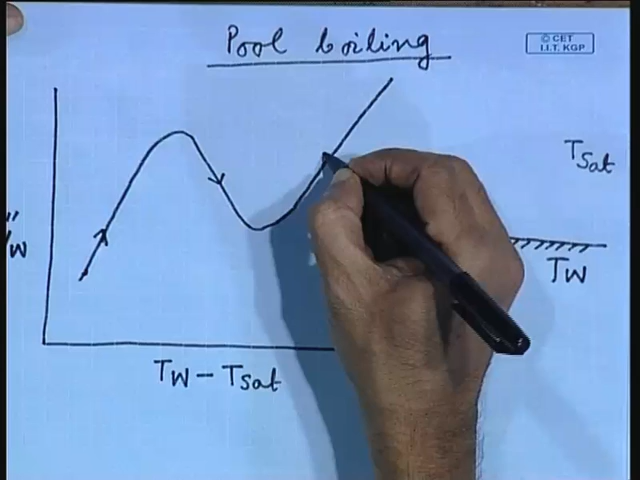 Pool boiling
© CET
I.I.T. KGP
TSat
"
W
TW
TW - TSat